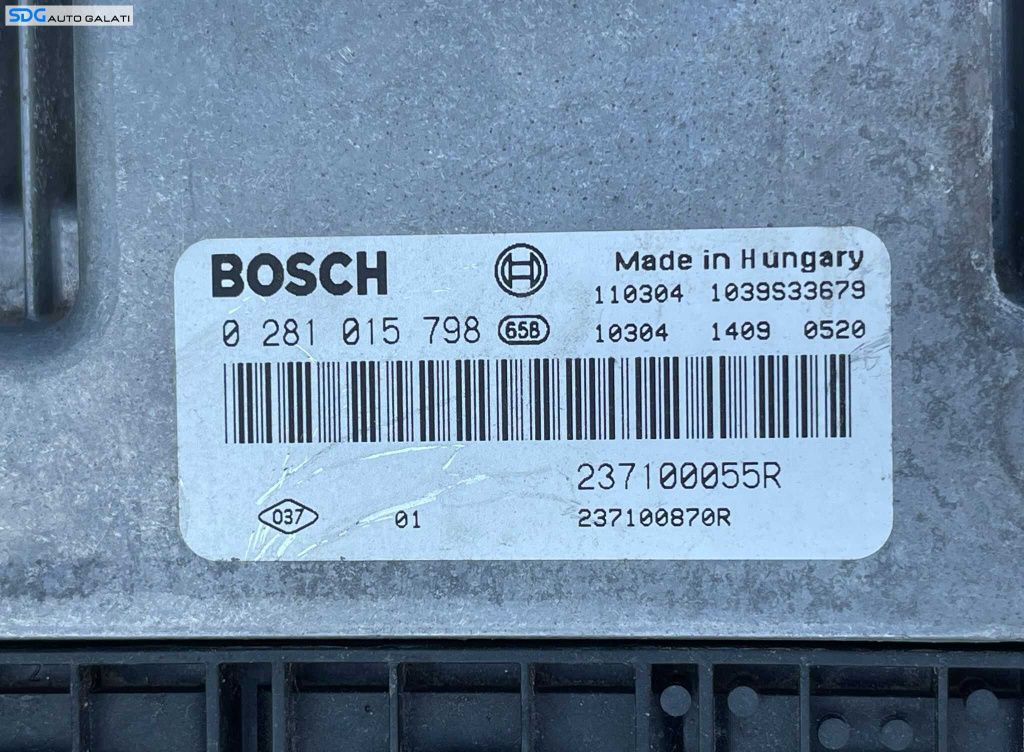 SDG AUTO GALATI
BOSCH
Made in Hungary
110304 1039S33679
0 281 015 798 65B
10304 1409 0520
237100055R
037 01 237100870R